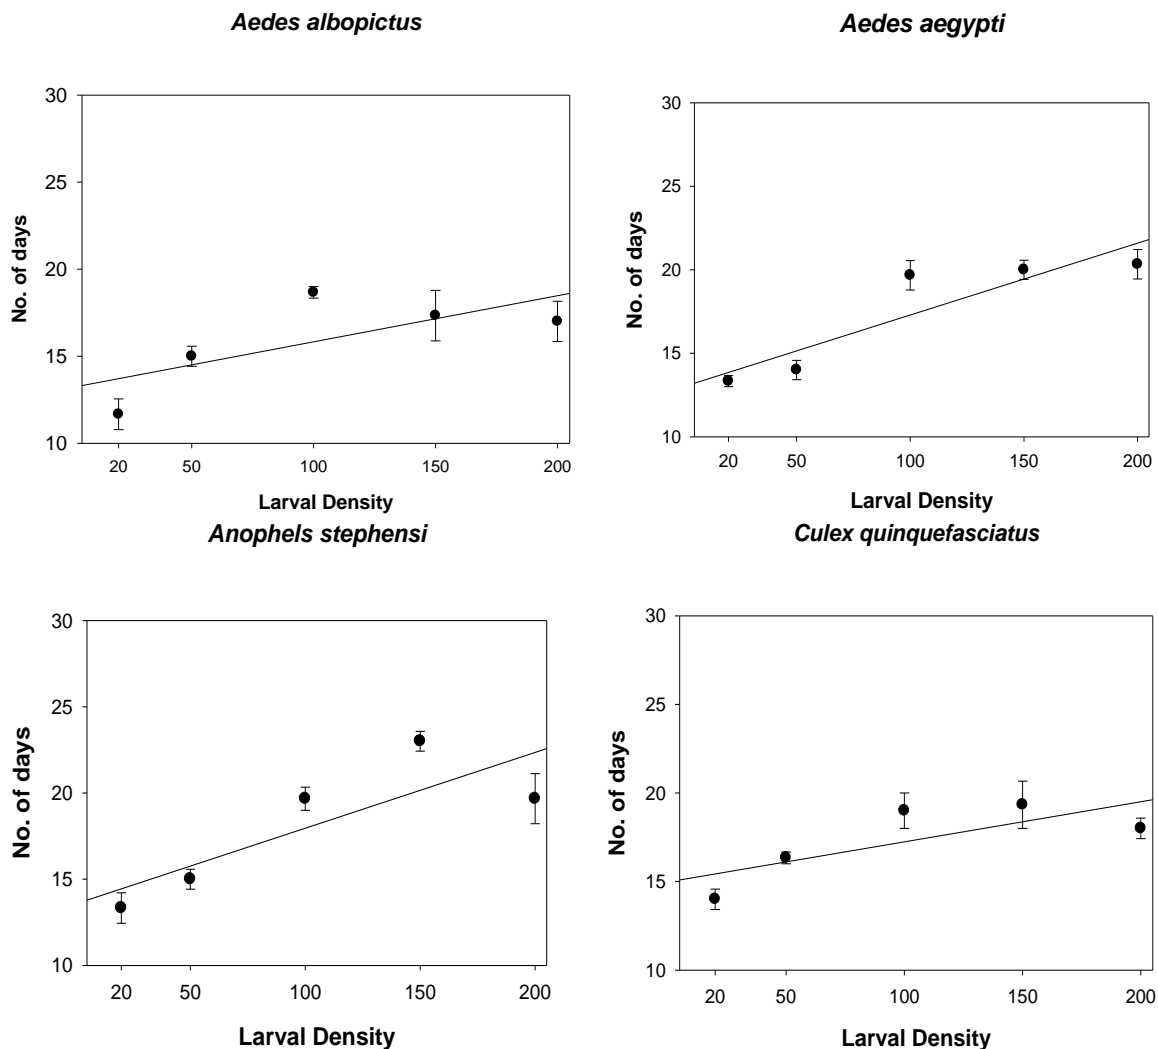 Aedes albopictus
30
25
20
15
10
No. of days
20 50 100 150 200
Larval Density
Aedes aegypti
30
25
20
15
10
No. of days
20 50 100 150 200
Larval Density
Anophels stephensi
30
25
20
15
10
No. of days
20 50 100 150 200
Larval Density
Culex quinquefasciatus
30
25
20
15
10
No. of days
20 50 100 150 200
Larval Density